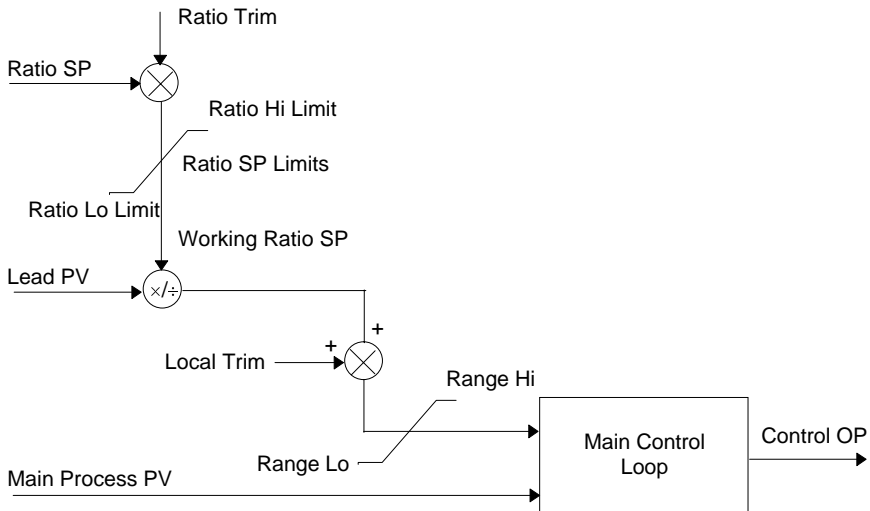 Ratio Trim
Ratio SP
Ratio Hi Limit
Ratio SP Limits
Ratio Lo Limit
Working Ratio SP
Lead PV
×/÷
+
+
Local Trim
Range Hi
Main Control
Loop
Control OP
Range Lo
Main Process PV